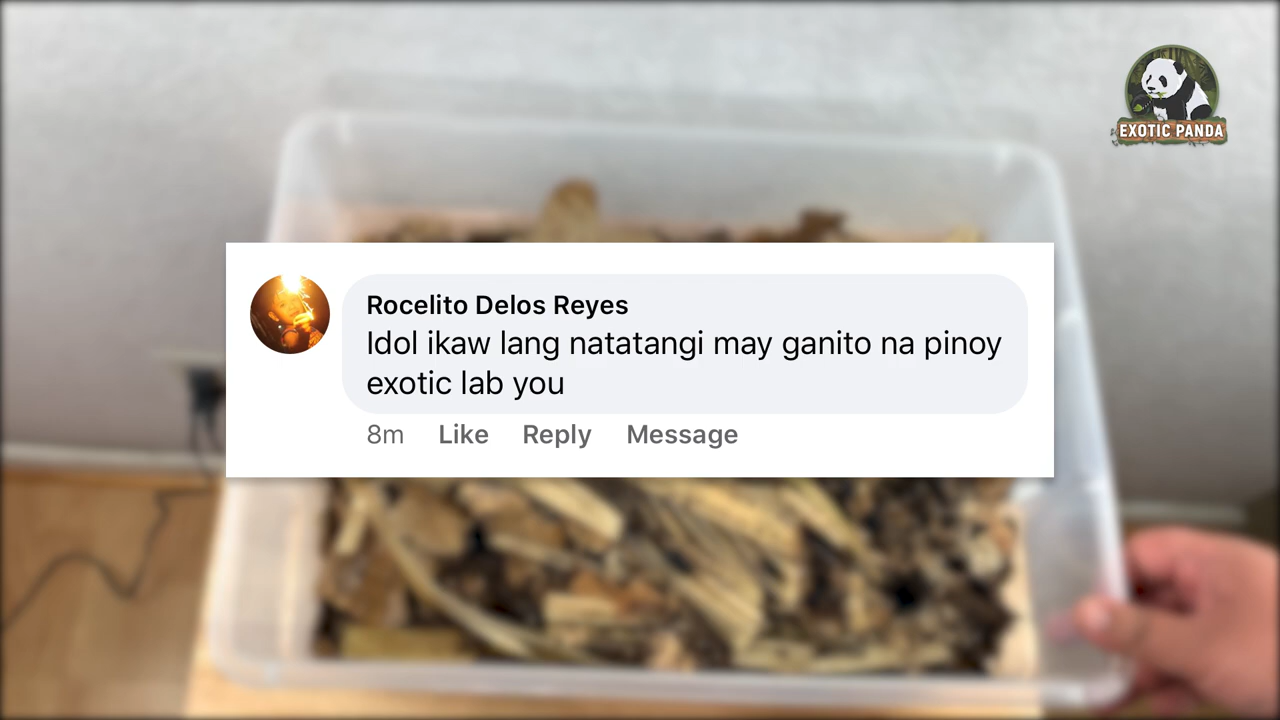 EXOTIC PANDA
Rocelito Delos Reyes
Idol ikaw lang natatangi may ganito na pinoy
exotic lab you
8m Like Reply Message